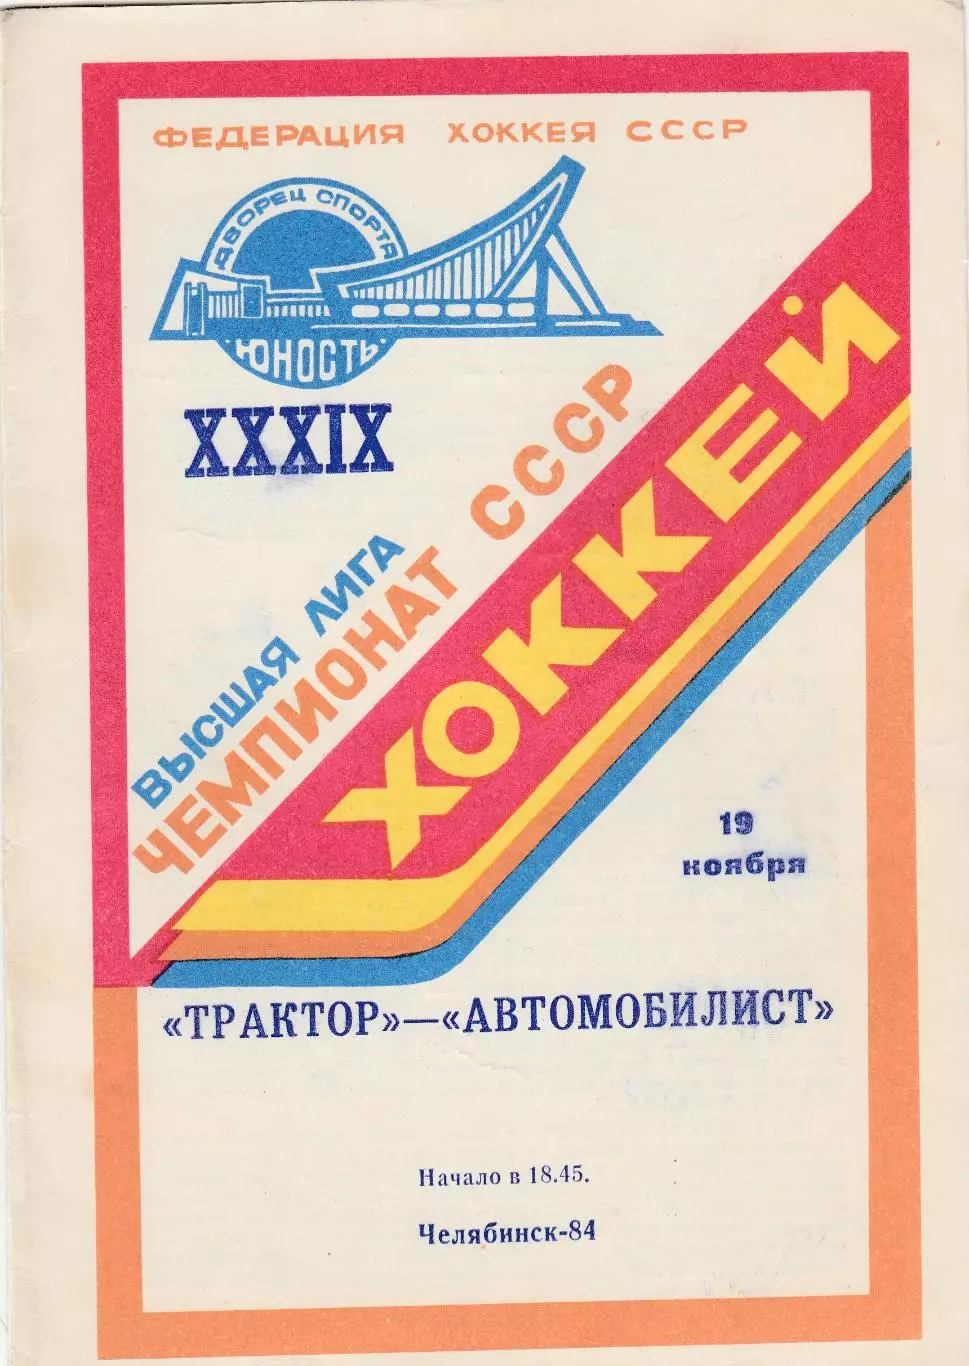 ФЕДЕРАЦИЯ ХОККЕЯ СССР
ДВОРЕЦ СПОРТА
ЮНОСТЬ
XXXIX
ВЫСШАЯ ЛИГА
ЧЕМПИОНАТ СССР
ХОККЕЙ
19
ноября
«ТРАКТОР»—«АВТОМОБИЛИСТ»
Начало в 18.45.
Челябинск-84